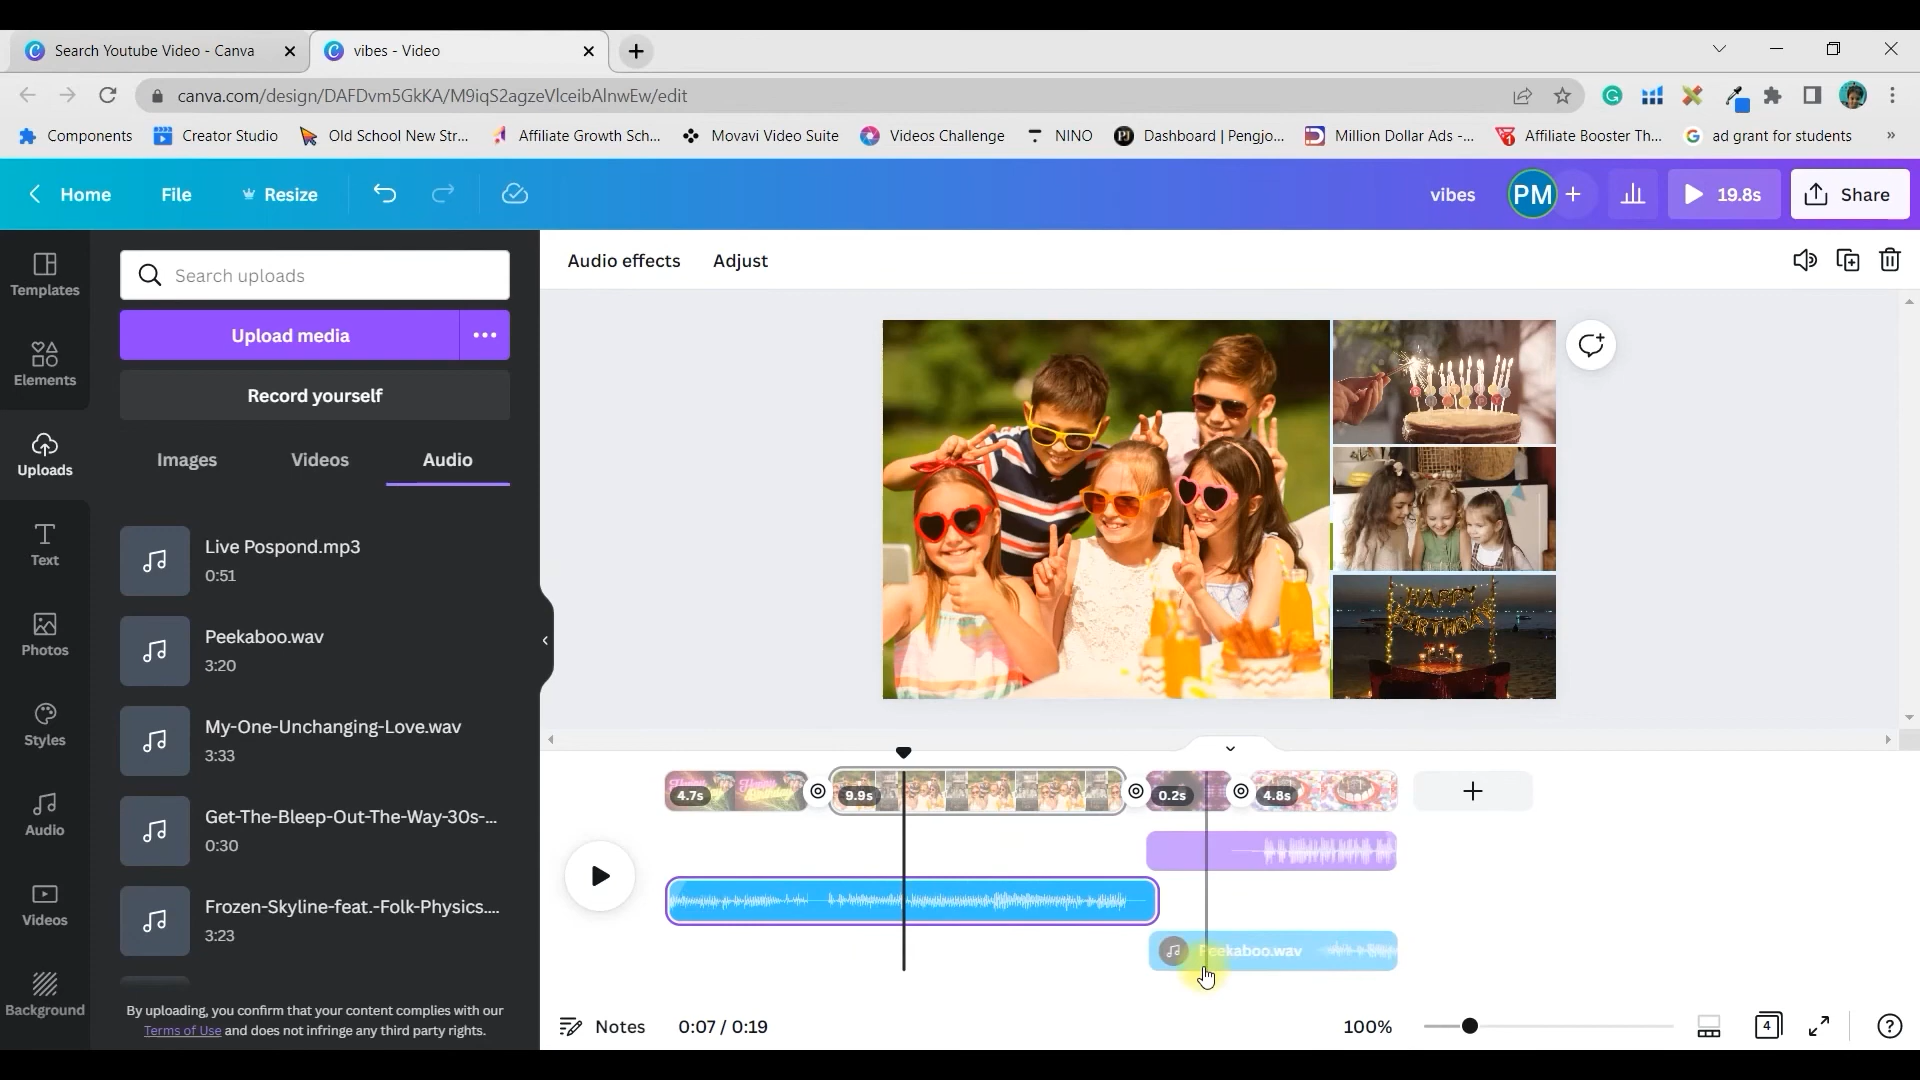 Search Youtube Video - Canva
vibes - Video
canva.com/design/DAFDvm5GkKA/M9iqS2agzeVlceibAlnwEw/edit
Components
Creator Studio
Old School New Str...
Affiliate Growth Sch...
Movavi Video Suite
Videos Challenge
NINO
Dashboard | Pengjo...
Million Dollar Ads -...
Affiliate Booster Th...
ad grant for students
»
Home
File
Resize
vibes
PM
+
19.8s
Share
Templates
Elements
Uploads
Text
Photos
Styles
Audio
Videos
Background
Search uploads
Upload media
Record yourself
Images
Videos
Audio
Live Pospond.mp3
0:51
Peekaboo.wav
3:20
My-One-Unchanging-Love.wav
3:33
Get-The-Bleep-Out-The-Way-30s-...
0:30
Frozen-Skyline-feat.-Folk-Physics....
3:23
By uploading, you confirm that your content complies with our
Terms of Use and does not infringe any third party rights.
Audio effects
Adjust
HAPPY
BIRTHDAY
4.7s
9.9s
0.2s
4.8s
+
Peekaboo.wav
Notes
0:07 / 0:19
100%
4
?